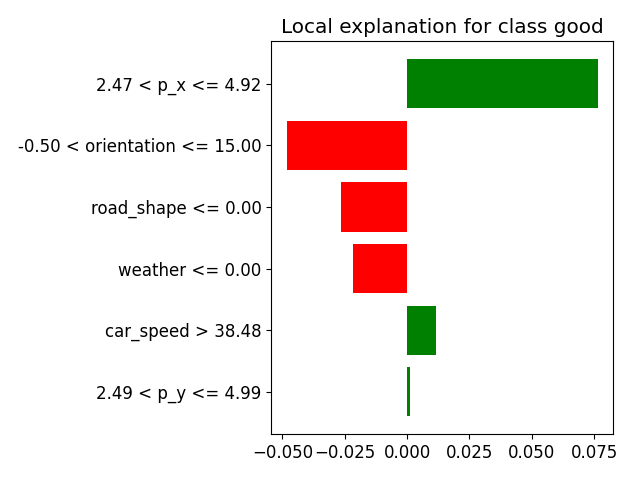 Local explanation for class good
2.47 < p_x <= 4.92
-0.50 < orientation <= 15.00
road_shape <= 0.00
weather <= 0.00
car_speed > 38.48
2.49 < p_y <= 4.99
−0.050 −0.025 0.000 0.025 0.050 0.075